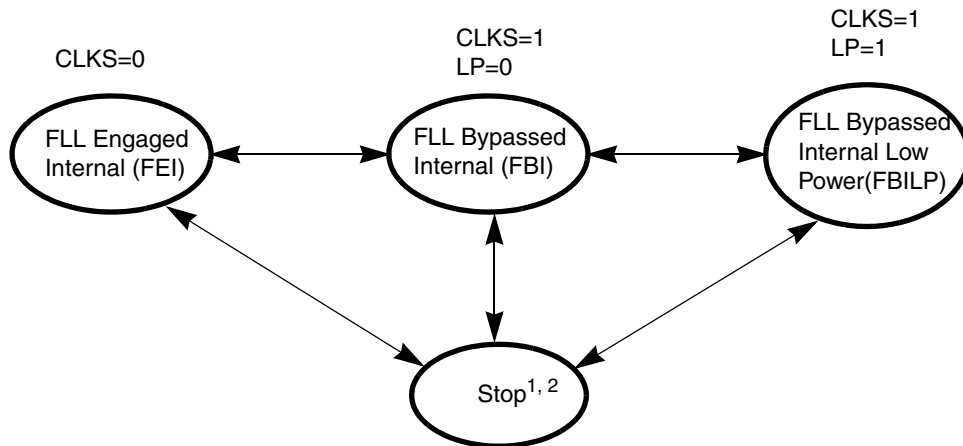 CLKS=0
CLKS=1
LP=0
CLKS=1
LP=1
FLL Engaged
Internal (FEI)
FLL Bypassed
Internal (FBI)
FLL Bypassed
Internal Low
Power(FBILP)
Stop1, 2